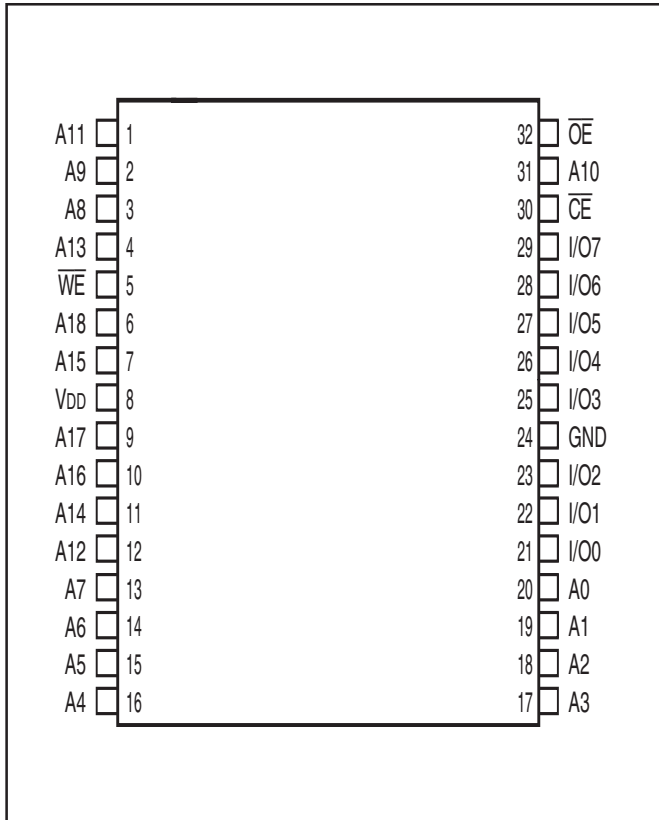 A11 1 32 O̅E̅
A9 2 31 A10
A8 3 30 C̅E̅
A13 4 29 I/O7
W̅E̅ 5 28 I/O6
A18 6 27 I/O5
A15 7 26 I/O4
VDD 8 25 I/O3
A17 9 24 GND
A16 10 23 I/O2
A14 11 22 I/O1
A12 12 21 I/O0
A7 13 20 A0
A6 14 19 A1
A5 15 18 A2
A4 16 17 A3